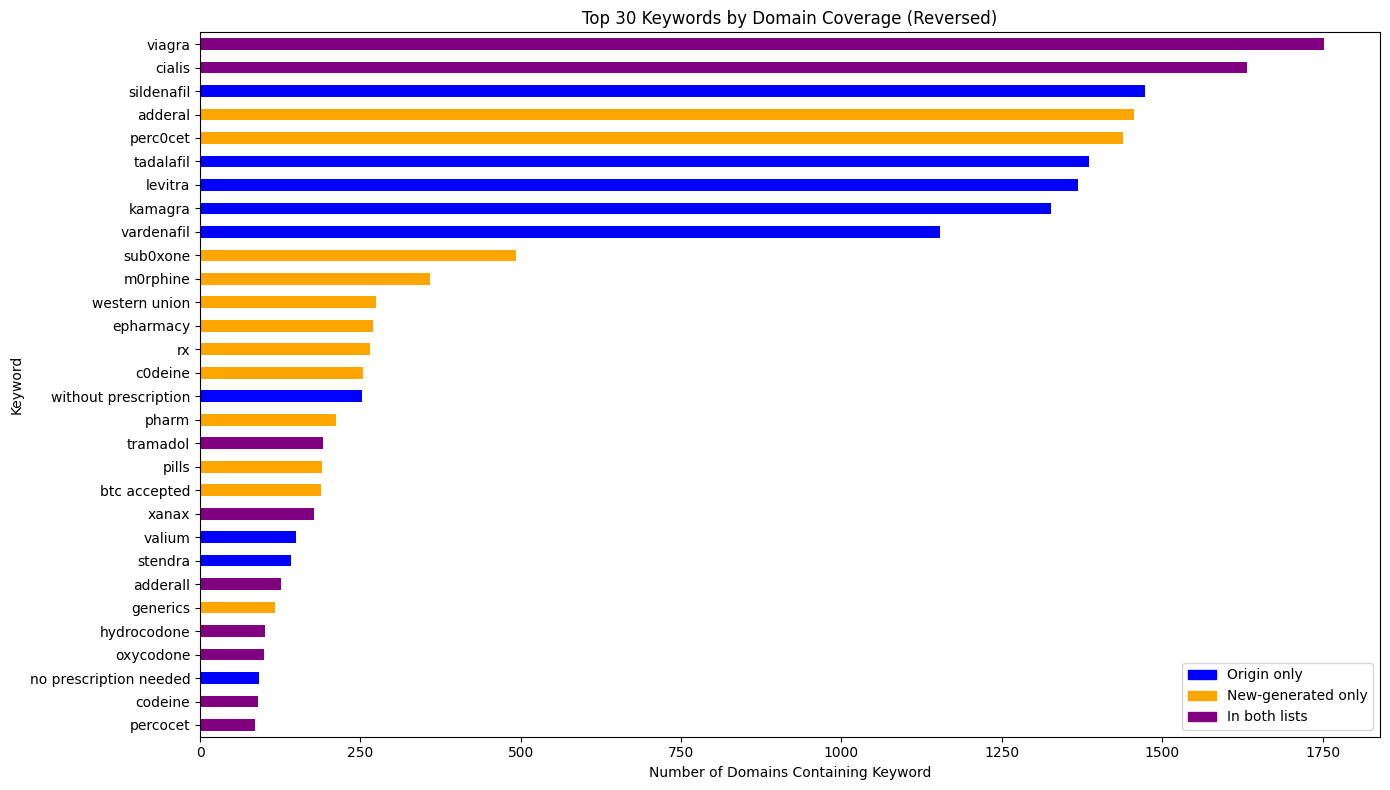 Top 30 Keywords by Domain Coverage (Reversed)
Keyword
viagra
cialis
sildenafil
adderal
perc0cet
tadalafil
levitra
kamagra
vardenafil
sub0xone
m0rphine
western union
epharmacy
rx
c0deine
without prescription
pharm
tramadol
pills
btc accepted
xanax
valium
stendra
adderall
generics
hydrocodone
oxycodone
no prescription needed
codeine
percocet
Origin only
New-generated only
In both lists
0 250 500 750 1000 1250 1500 1750
Number of Domains Containing Keyword